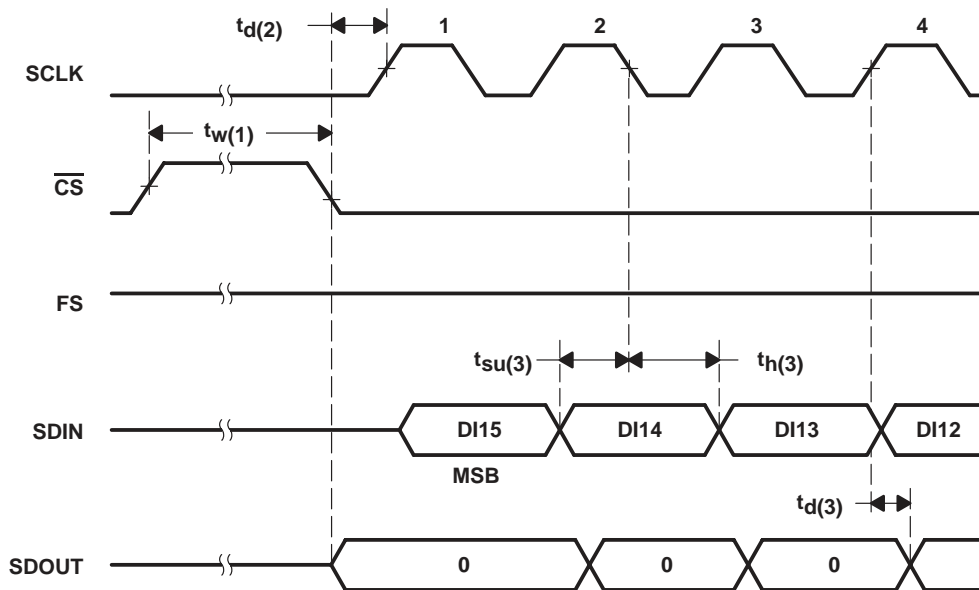 td(2)
1 2 3 4
SCLK
tw(1)
CS
FS
tsu(3) th(3)
SDIN DI15 DI14 DI13 DI12
MSB
td(3)
SDOUT 0 0 0